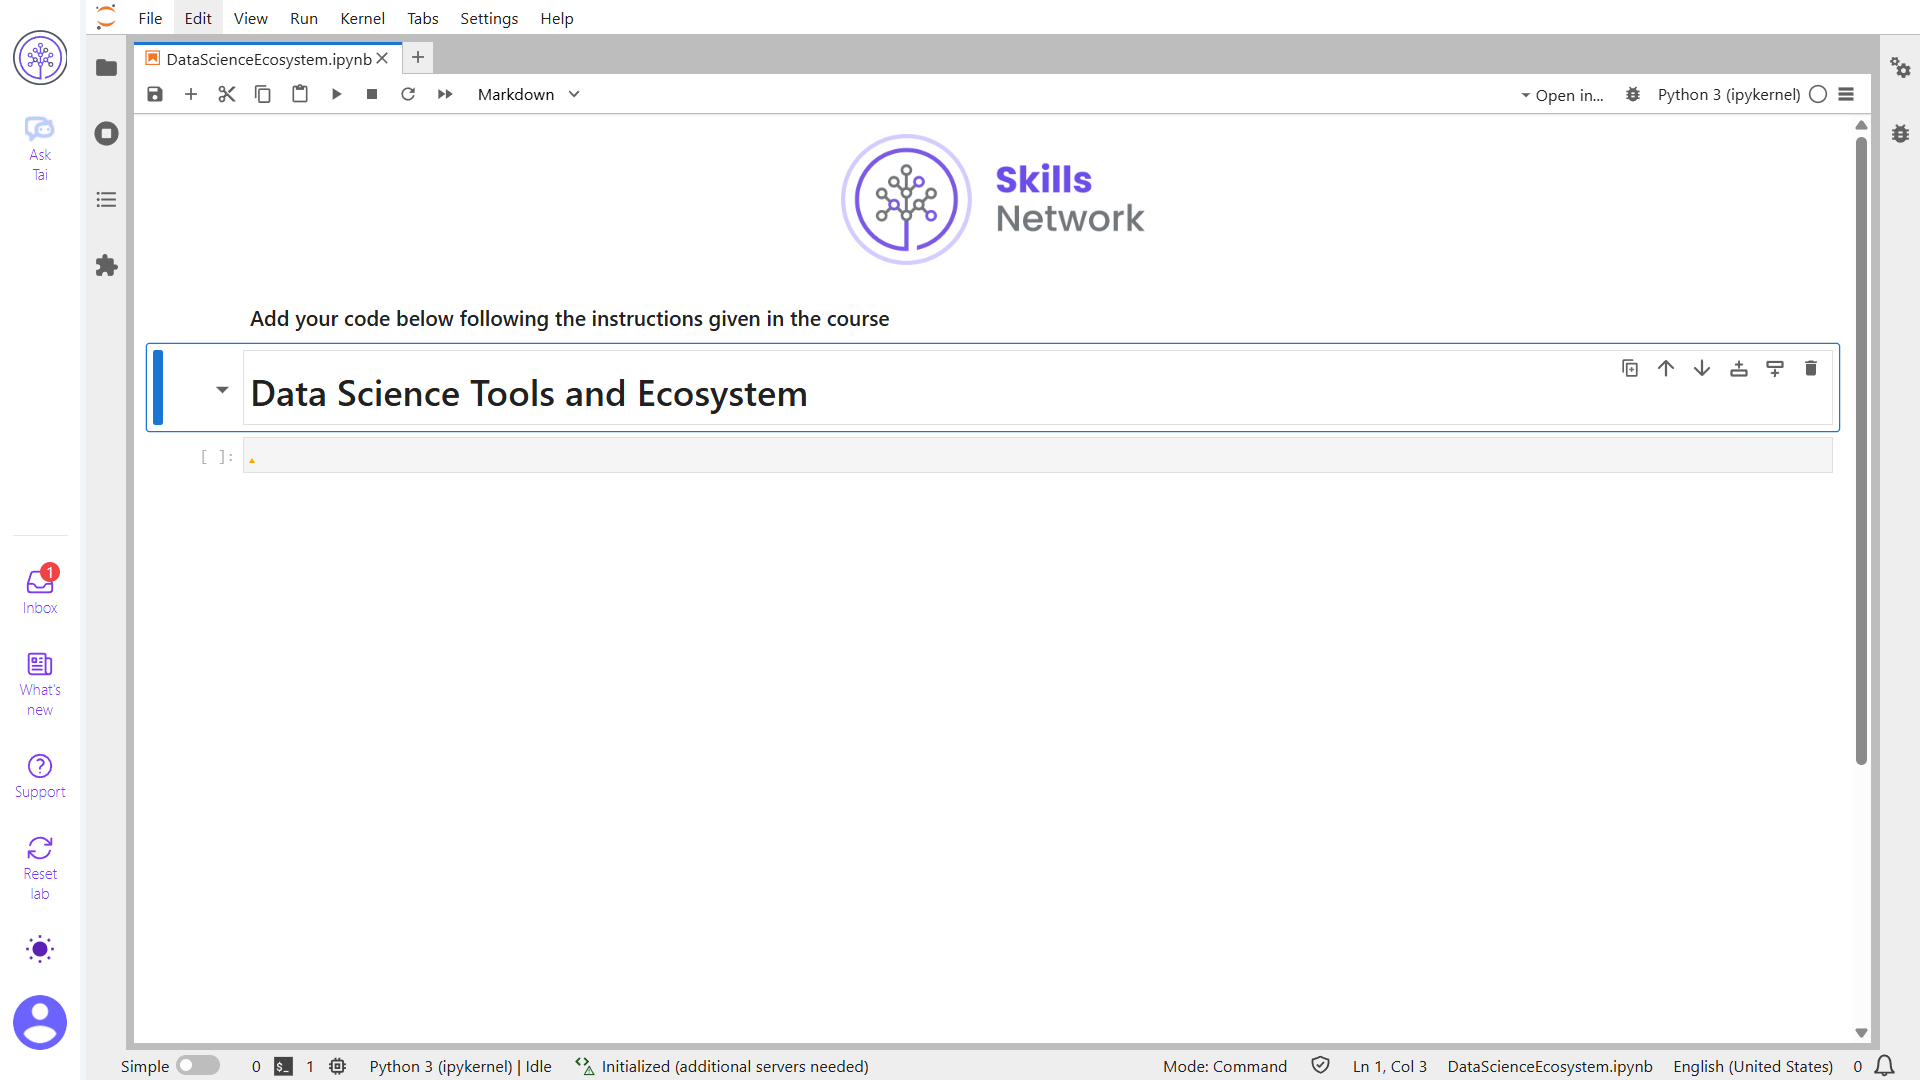 File Edit View Run Kernel Tabs Settings Help
DataScienceEcosystem.ipynb
Markdown
Open in...
Python 3 (ipykernel)
Ask
Tai
Skills
Network
Add your code below following the instructions given in the course
Data Science Tools and Ecosystem
[ ]:
1
Inbox
What's
new
Support
Reset
lab
Simple 0 $_ 1 Python 3 (ipykernel) | Idle Initialized (additional servers needed) Mode: Command Ln 1, Col 3 DataScienceEcosystem.ipynb English (United States) 0